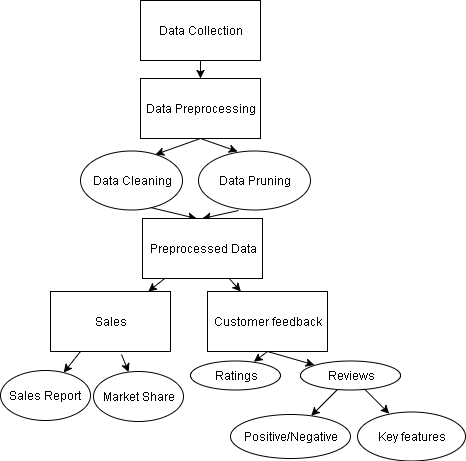 Data Collection
Data Preprocessing
Data Cleaning
Data Pruning
Preprocessed Data
Sales
Customer feedback
Ratings
Reviews
Sales Report
Market Share
Positive/Negative
Key features